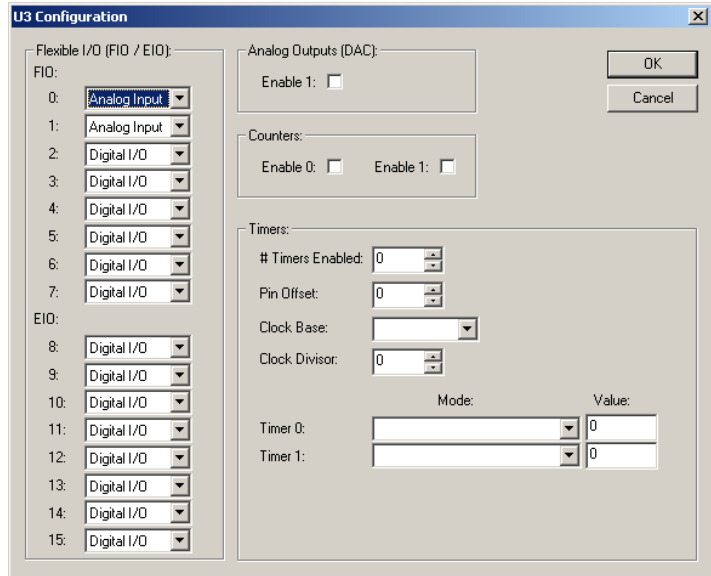 U3 Configuration
Flexible I/O (FIO / EIO):
FIO:
0: Analog Input
1: Analog Input
2: Digital I/O
3: Digital I/O
4: Digital I/O
5: Digital I/O
6: Digital I/O
7: Digital I/O
EIO:
8: Digital I/O
9: Digital I/O
10: Digital I/O
11: Digital I/O
12: Digital I/O
13: Digital I/O
14: Digital I/O
15: Digital I/O
Analog Outputs (DAC):
Enable 1:
Counters:
Enable 0: Enable 1:
Timers:
# Timers Enabled: 0
Pin Offset: 0
Clock Base:
Clock Divisor: 0
Mode: Value:
Timer 0: 0
Timer 1: 0
OK
Cancel